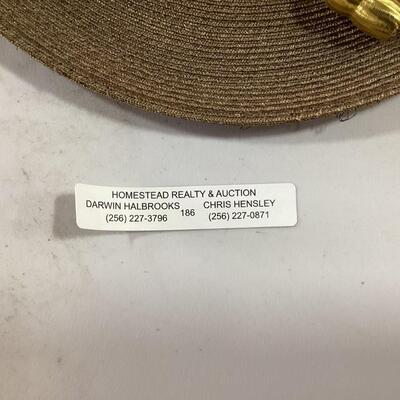 HOMESTEAD REALTY & AUCTION
DARWIN HALBROOKS 186 CHRIS HENSLEY
(256) 227-3796 (256) 227-0871